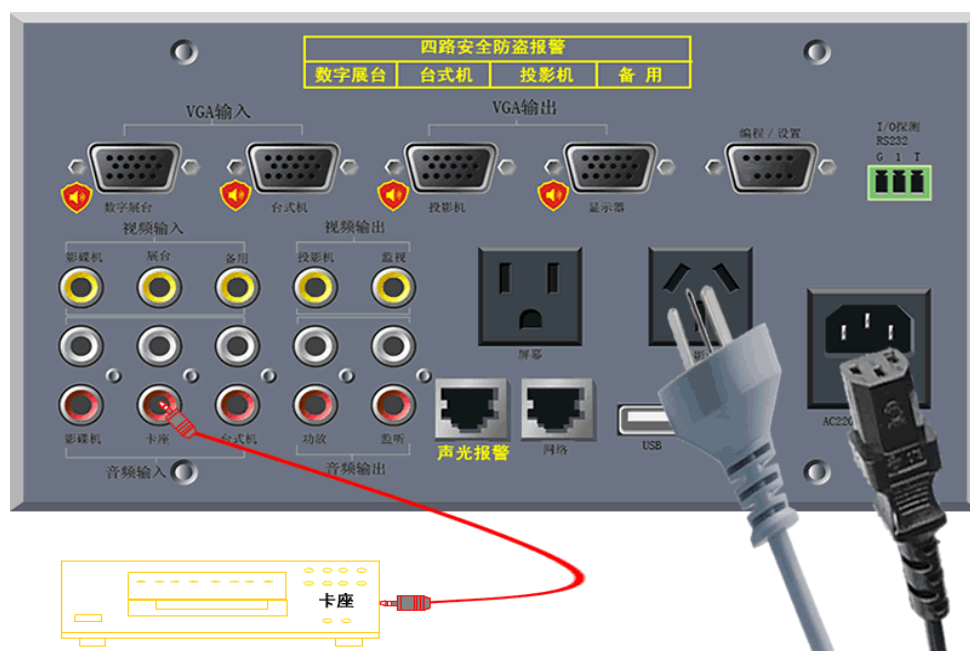 四路安全防盗报警
数字展台 台式机 投影机 备用
VGA输入 VGA输出
编程 / 设置
I/O探测
RS232
G 1 T
数字展台 台式机 投影机 显示器
视频输入 视频输出
影碟机 展台 备用 投影机 监视
屏幕
影碟机 卡座 台式机 功放 监听
声光报警 网络 USB
音频输入 音频输出
卡座